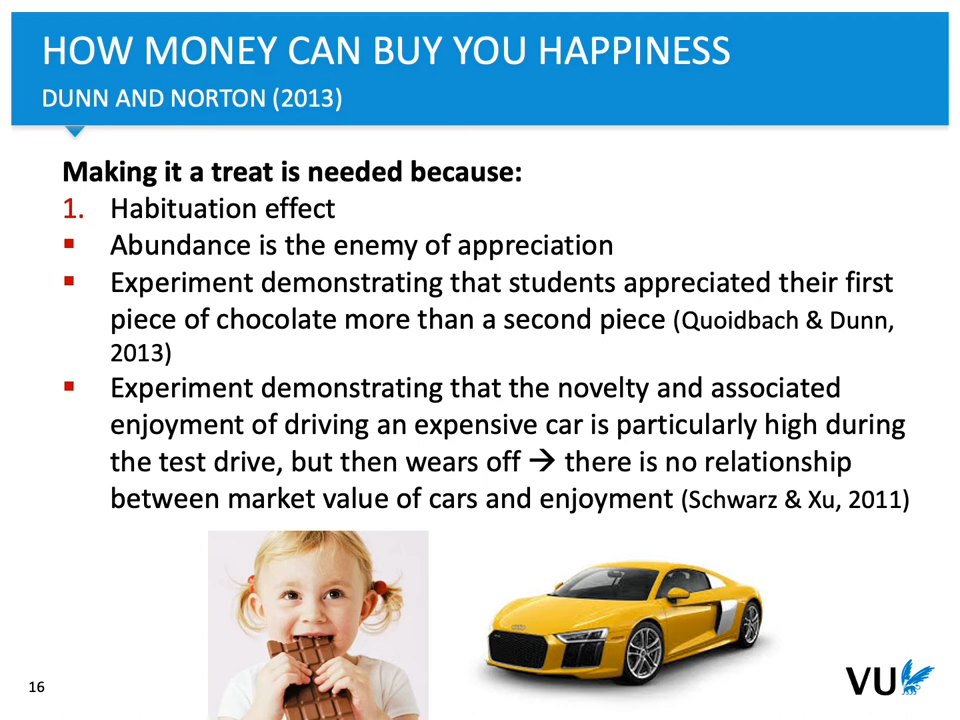 HOW MONEY CAN BUY YOU HAPPINESS
DUNN AND NORTON (2013)
Making it a treat is needed because:
1. Habituation effect
▪ Abundance is the enemy of appreciation
▪ Experiment demonstrating that students appreciated their first
piece of chocolate more than a second piece (Quoidbach & Dunn,
2013)
▪ Experiment demonstrating that the novelty and associated
enjoyment of driving an expensive car is particularly high during
the test drive, but then wears off → there is no relationship
between market value of cars and enjoyment (Schwarz & Xu, 2011)
16
VU